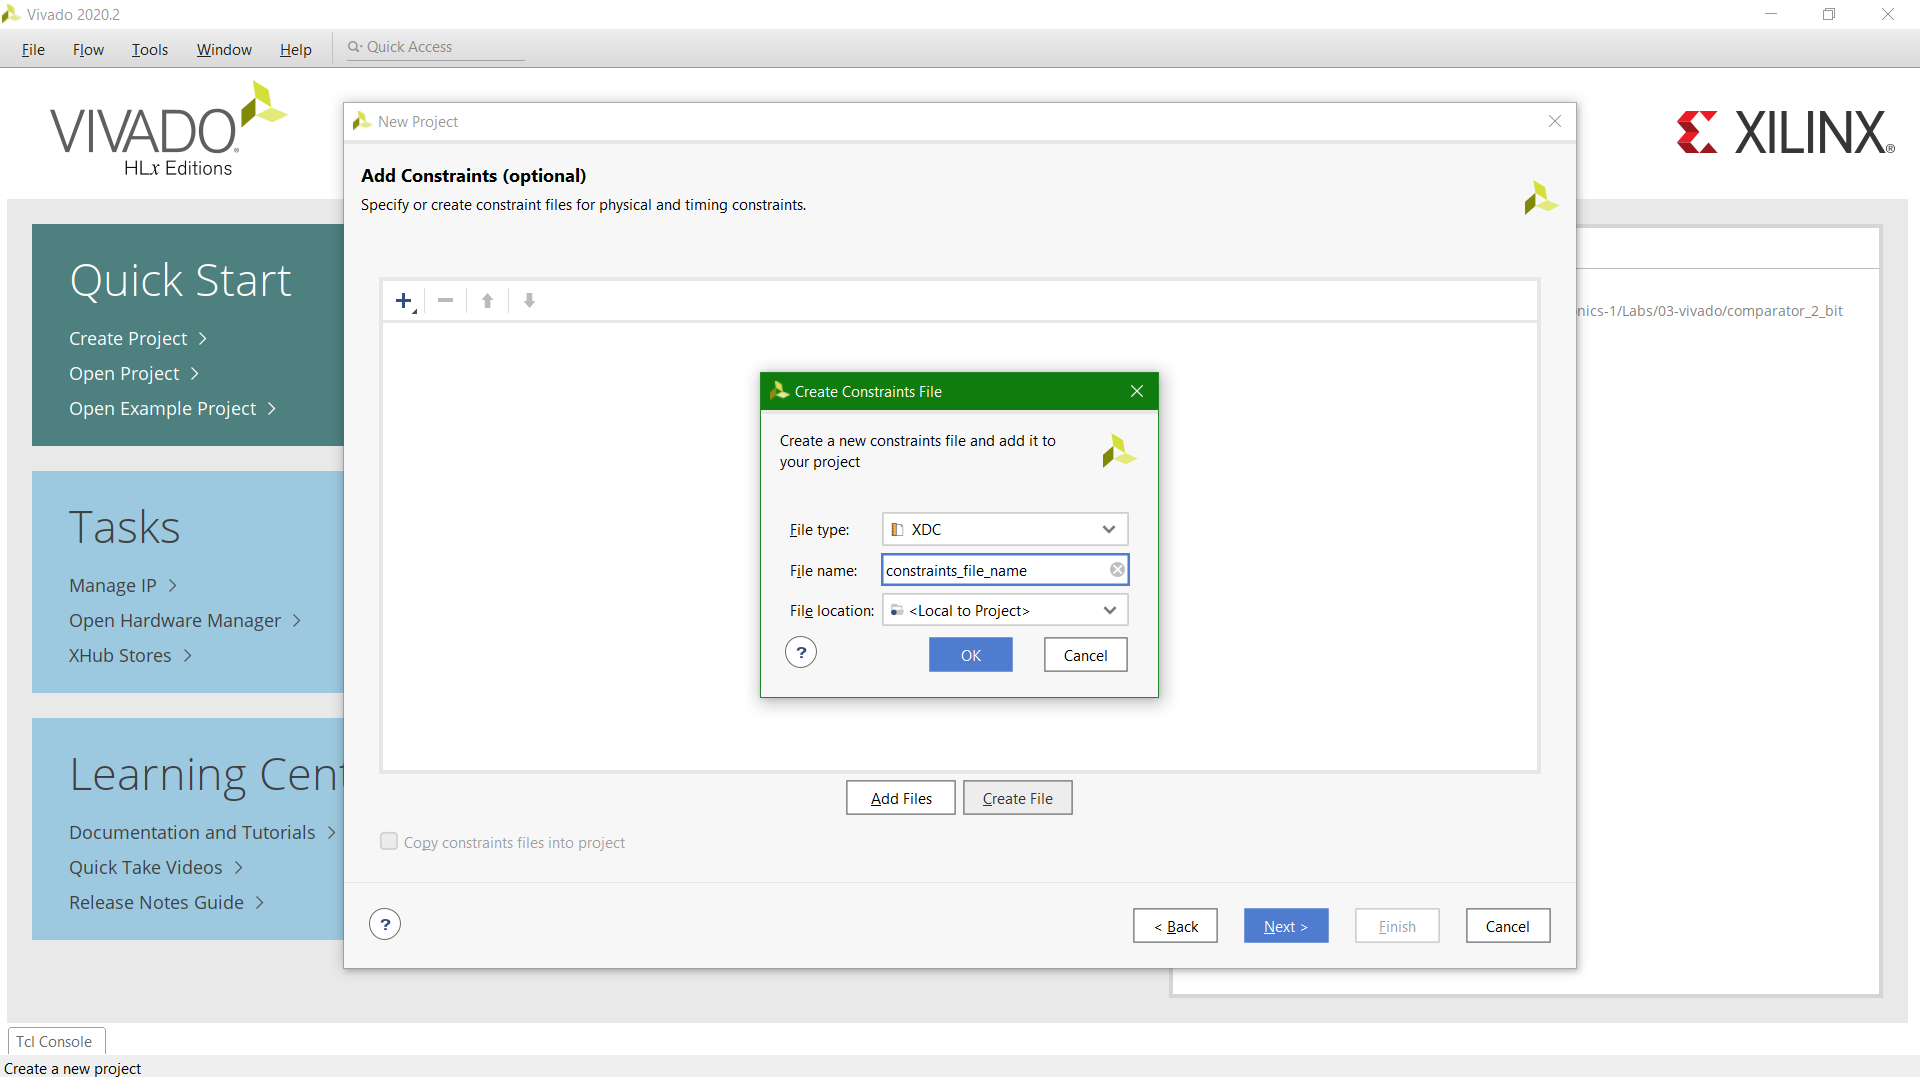 Vivado 2020.2
File Flow Tools Window Help Quick Access
VIVADO®
HLx Editions
XILINX®
New Project
Add Constraints (optional)
Specify or create constraint files for physical and timing constraints.
Quick Start
Create Project
Open Project
Open Example Project
nics-1/Labs/03-vivado/comparator_2_bit
Create Constraints File
Create a new constraints file and add it to
your project
File type: XDC
File name: constraints_file_name
File location: <Local to Project>
? OK Cancel
Tasks
Manage IP
Open Hardware Manager
XHub Stores
Learning Cent
Documentation and Tutorials
Quick Take Videos
Release Notes Guide
Add Files Create File
Copy constraints files into project
? < Back Next > Finish Cancel
Tcl Console
Create a new project